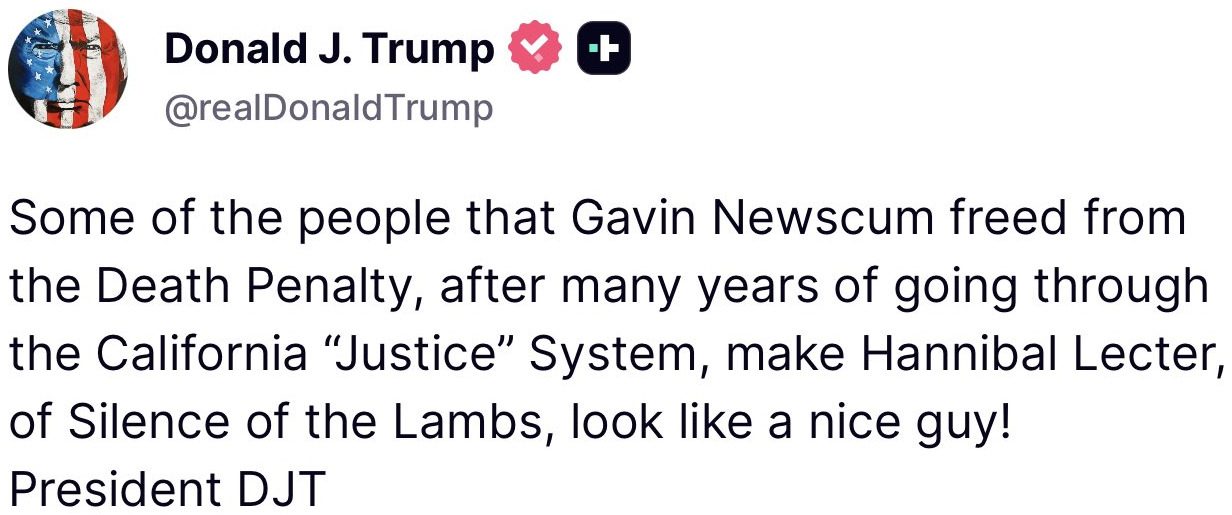 Donald J. Trump
@realDonaldTrump
Some of the people that Gavin Newscum freed from
the Death Penalty, after many years of going through
the California “Justice” System, make Hannibal Lecter,
of Silence of the Lambs, look like a nice guy!
President DJT